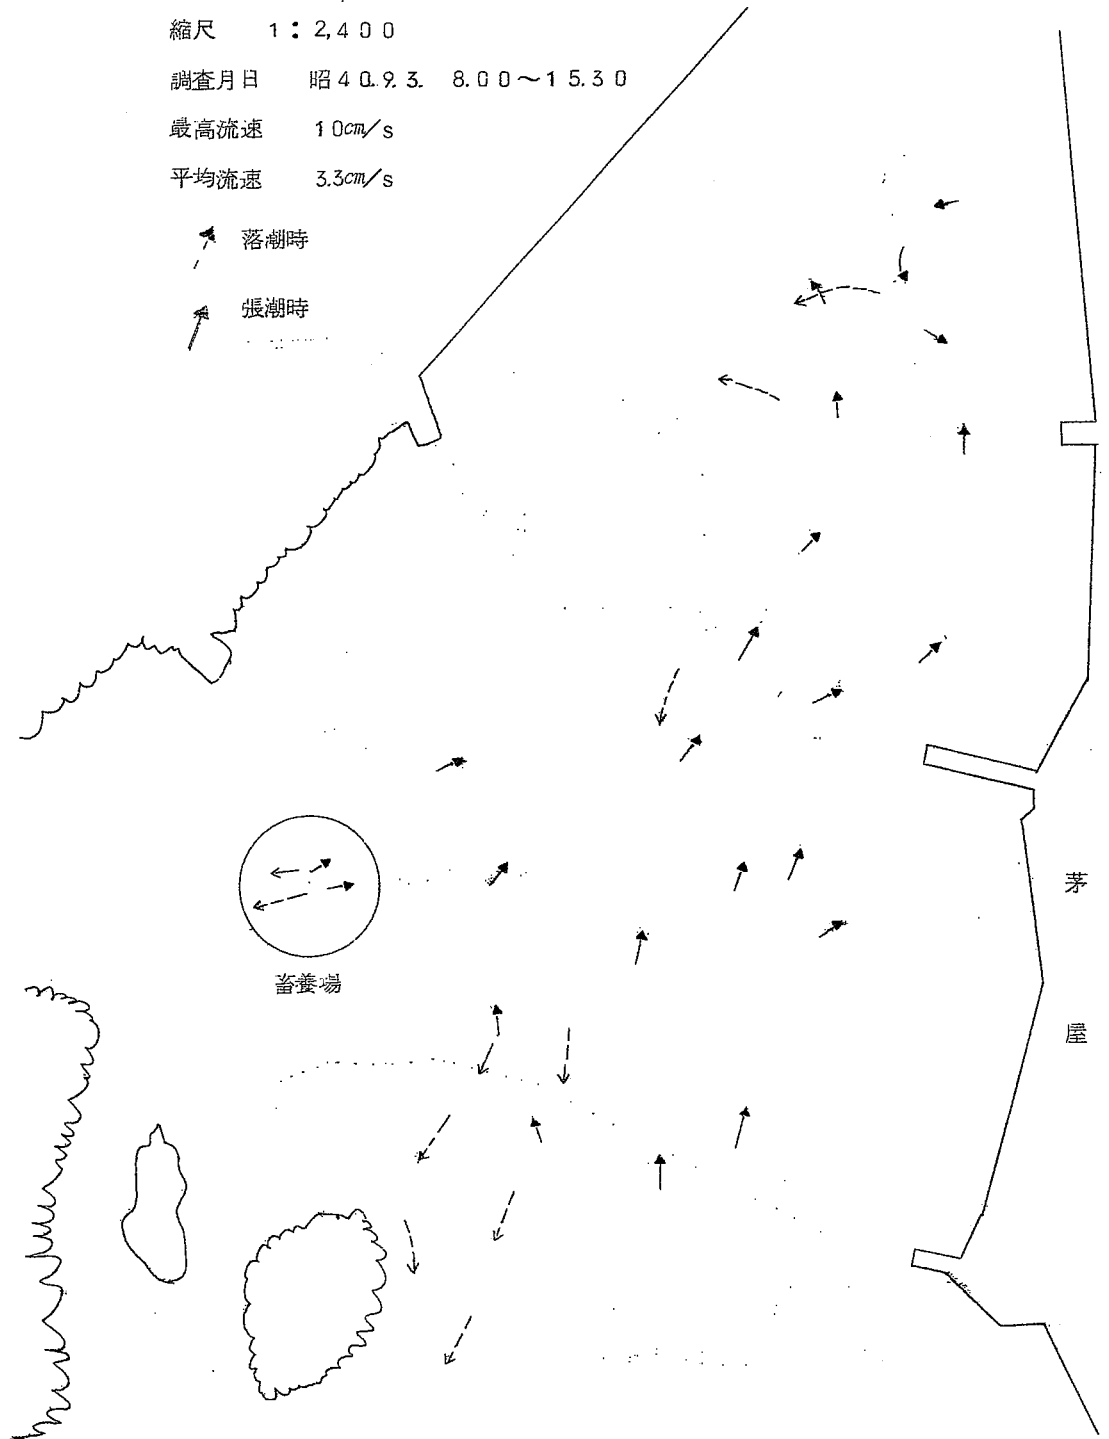 縮尺 1:2,400
調査月日 昭40.9.3. 8.00～15.30
最高流速 10cm/s
平均流速 3.3cm/s
落潮時
張潮時
畜養場
茅屋